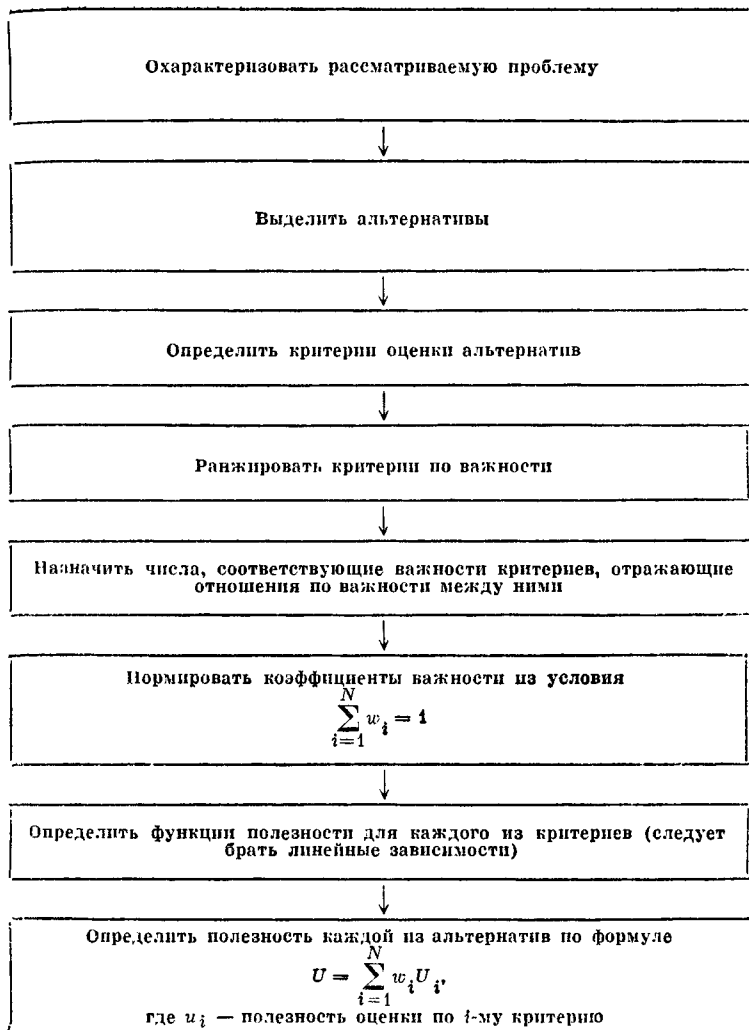 Охарактеризовать рассматриваемую проблему
↓
Выделить альтернативы
↓
Определить критерии оценки альтернатив
↓
Ранжировать критерии по важности
↓
Назначить числа, соответствующие важности критериев, отражающие
отношения по важности между ними
↓
Нормировать коэффициенты важности из условия
N
∑ w_i = 1
i=1
↓
Определить функции полезности для каждого из критериев (следует
брать линейные зависимости)
↓
Определить полезность каждой из альтернатив по формуле
N
U = ∑ w_i U_i,
i=1
где u_i — полезность оценки по i-му критерию